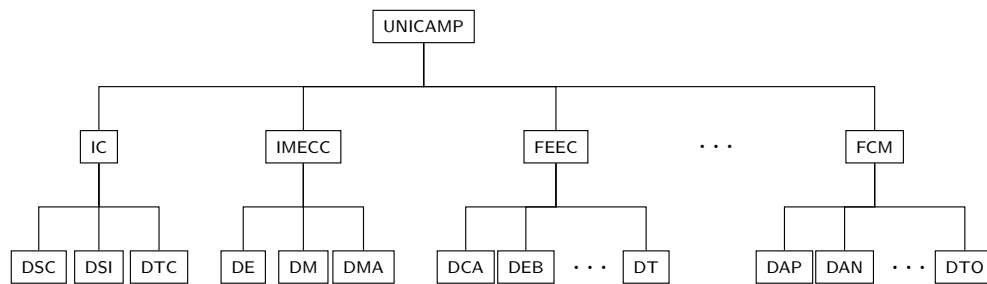 UNICAMP
IC IMECC FEEC · · · FCM
DSC DSI DTC DE DM DMA DCA DEB · · · DT DAP DAN · · · DTO